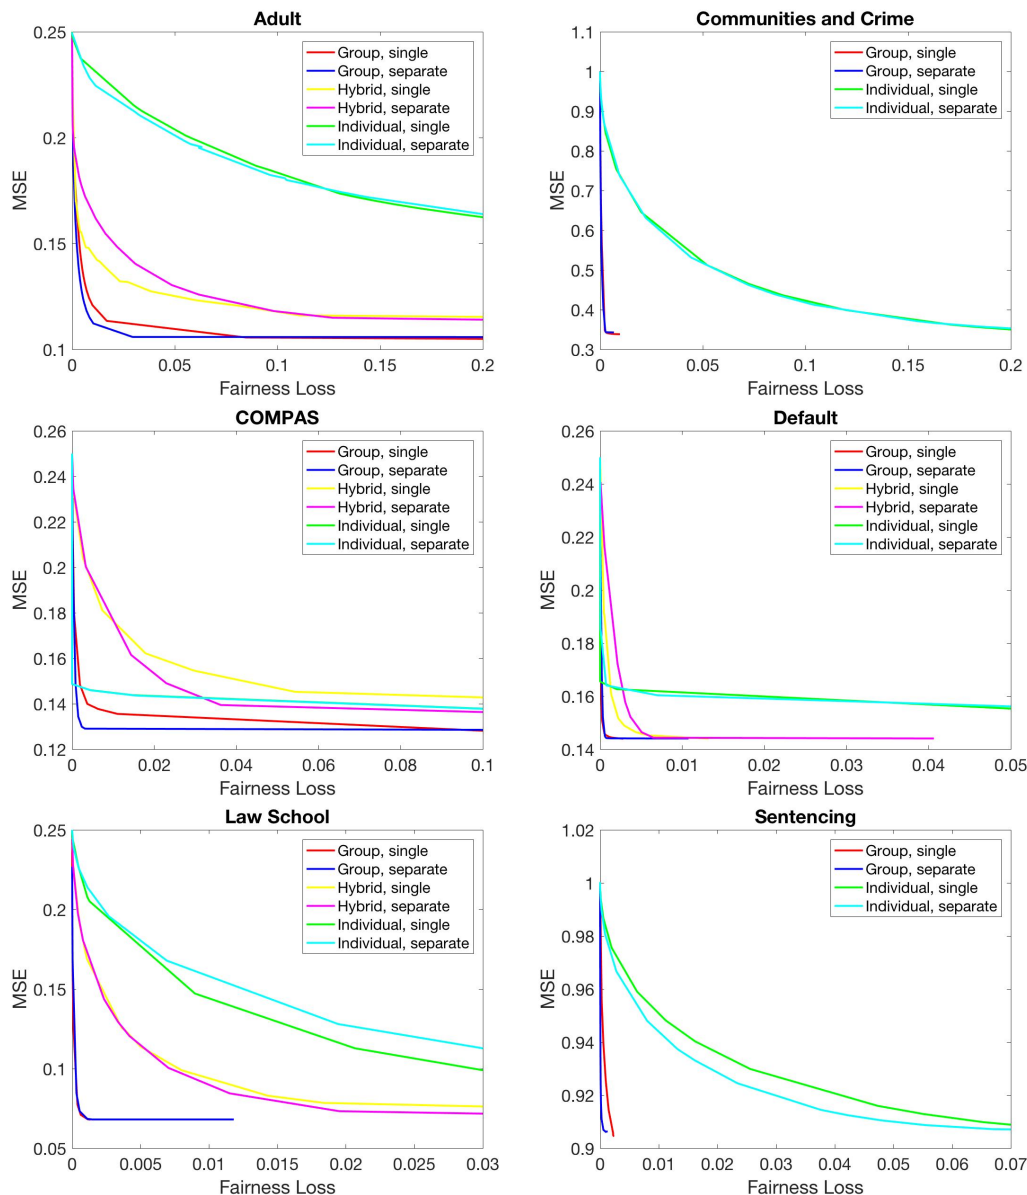 Adult
0.25
0.2
0.15
0.1
MSE
Group, single
Group, separate
Hybrid, single
Hybrid, separate
Individual, single
Individual, separate
0 0.05 0.1 0.15 0.2
Fairness Loss
Communities and Crime
1.1
1
0.9
0.8
0.7
0.6
0.5
0.4
0.3
MSE
Group, single
Group, separate
Individual, single
Individual, separate
0 0.05 0.1 0.15 0.2
Fairness Loss
COMPAS
0.26
0.24
0.22
0.2
0.18
0.16
0.14
0.12
MSE
Group, single
Group, separate
Hybrid, single
Hybrid, separate
Individual, single
Individual, separate
0 0.02 0.04 0.06 0.08 0.1
Fairness Loss
Default
0.26
0.24
0.22
0.2
0.18
0.16
0.14
MSE
Group, single
Group, separate
Hybrid, single
Hybrid, separate
Individual, single
Individual, separate
0 0.01 0.02 0.03 0.04 0.05
Fairness Loss
Law School
0.25
0.2
0.15
0.1
0.05
MSE
Group, single
Group, separate
Hybrid, single
Hybrid, separate
Individual, single
Individual, separate
0 0.005 0.01 0.015 0.02 0.025 0.03
Fairness Loss
Sentencing
1.02
1
0.98
0.96
0.94
0.92
0.9
MSE
Group, single
Group, separate
Individual, single
Individual, separate
0 0.01 0.02 0.03 0.04 0.05 0.06 0.07
Fairness Loss